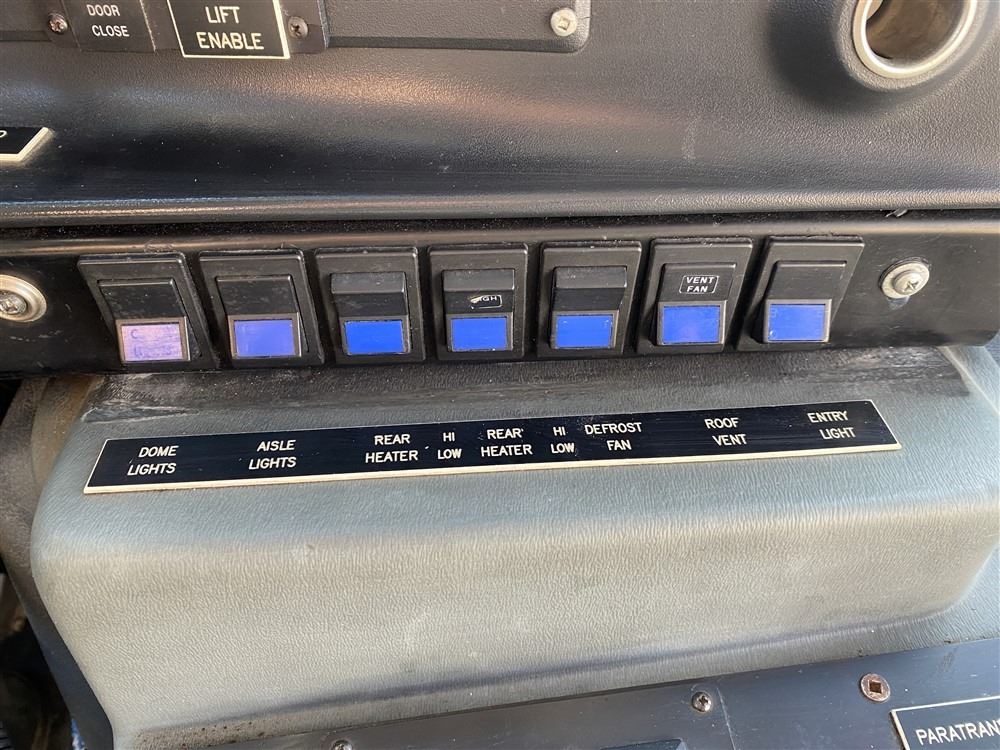 DOOR
CLOSE
LIFT
ENABLE
VENT
FAN
DOME
LIGHTS
AISLE
LIGHTS
REAR
HEATER
HI
LOW
REAR
HEATER
HI
LOW
DEFROST
FAN
ROOF
VENT
ENTRY
LIGHT
PARATRAN